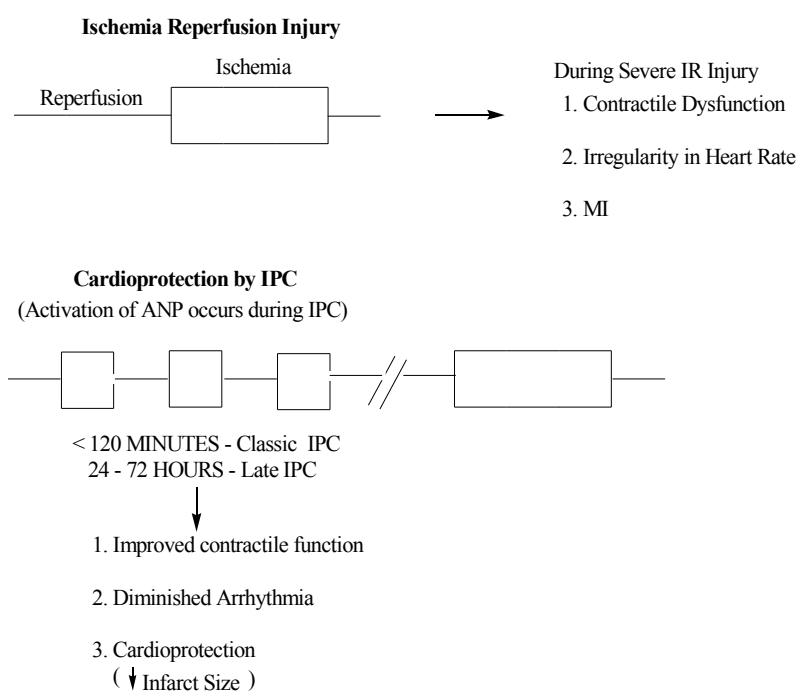 Ischemia Reperfusion Injury
Ischemia
Reperfusion
During Severe IR Injury
1. Contractile Dysfunction
2. Irregularity in Heart Rate
3. MI
Cardioprotection by IPC
(Activation of ANP occurs during IPC)
< 120 MINUTES - Classic IPC
24 - 72 HOURS - Late IPC
1. Improved contractile function
2. Diminished Arrhythmia
3. Cardioprotection
(↓ Infarct Size )